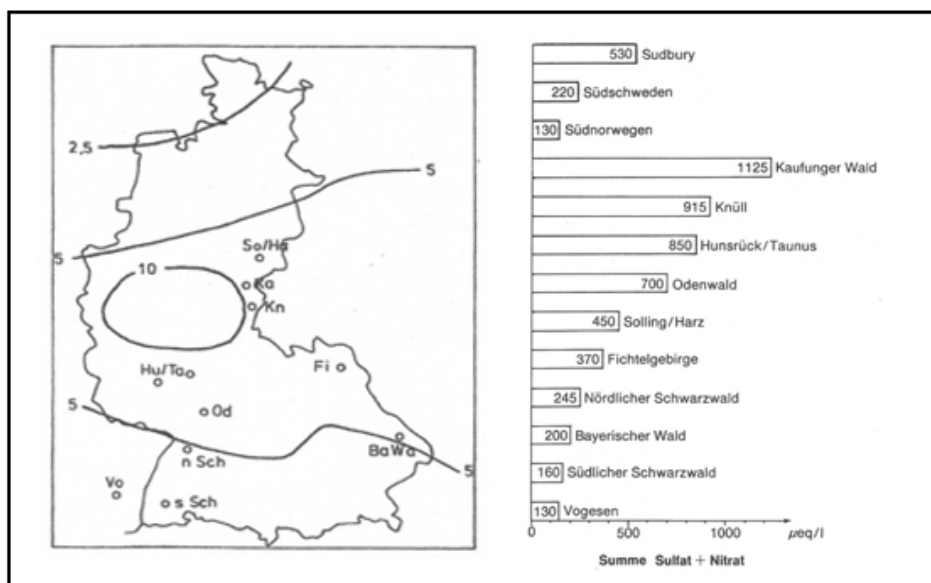 2,5
5
5
So/Ha
10
Ka
Kn
Hu/Ta
Fi
5
Od
n Sch
BaWa
5
Vo
s Sch
530 Sudbury
220 Südschweden
130 Südnorwegen
1125 Kaufunger Wald
915 Knüll
850 Hunsrück/Taunus
700 Odenwald
450 Solling/Harz
370 Fichtelgebirge
245 Nördlicher Schwarzwald
200 Bayerischer Wald
160 Südlicher Schwarzwald
130 Vogesen
0 500 1000 µeq/l
Summe Sulfat + Nitrat